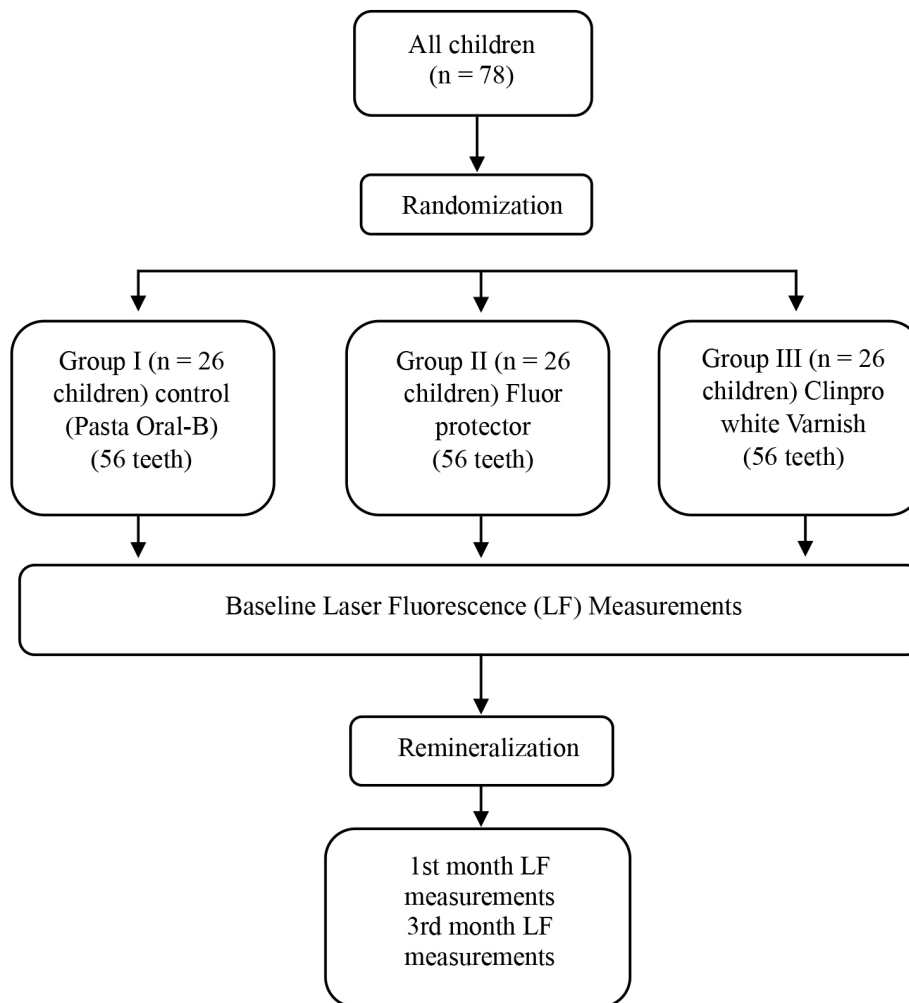 All children
(n = 78)
Randomization
Group I (n = 26
children) control
(Pasta Oral-B)
(56 teeth)
Group II (n = 26
children) Fluor
protector
(56 teeth)
Group III (n = 26
children) Clinpro
white Varnish
(56 teeth)
Baseline Laser Fluorescence (LF) Measurements
Remineralization
1st month LF
measurements
3rd month LF
measurements